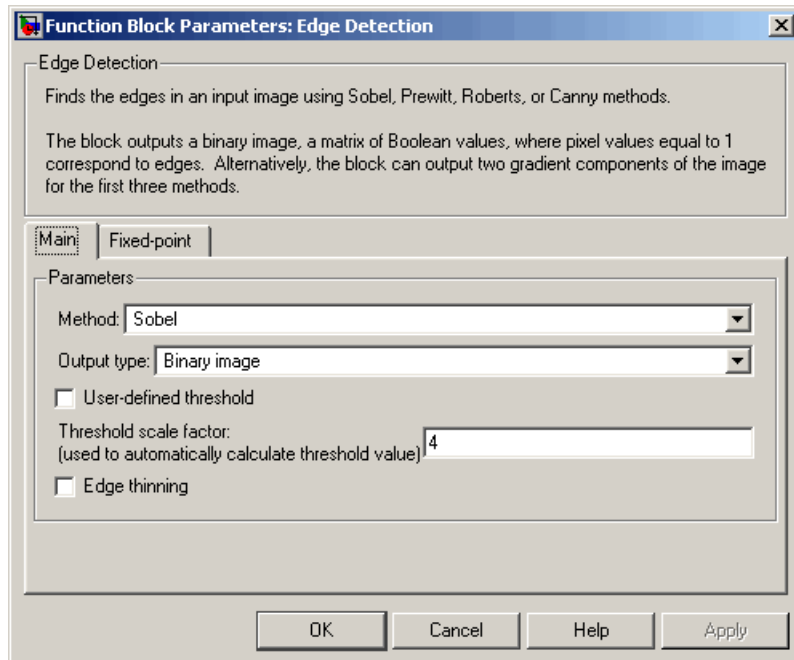 Function Block Parameters: Edge Detection
Edge Detection
Finds the edges in an input image using Sobel, Prewitt, Roberts, or Canny methods.
The block outputs a binary image, a matrix of Boolean values, where pixel values equal to 1
correspond to edges.  Alternatively, the block can output two gradient components of the image
for the first three methods.
Main
Fixed-point
Parameters
Method: Sobel
Output type: Binary image
User-defined threshold
Threshold scale factor:
(used to automatically calculate threshold value) 4
Edge thinning
OK
Cancel
Help
Apply